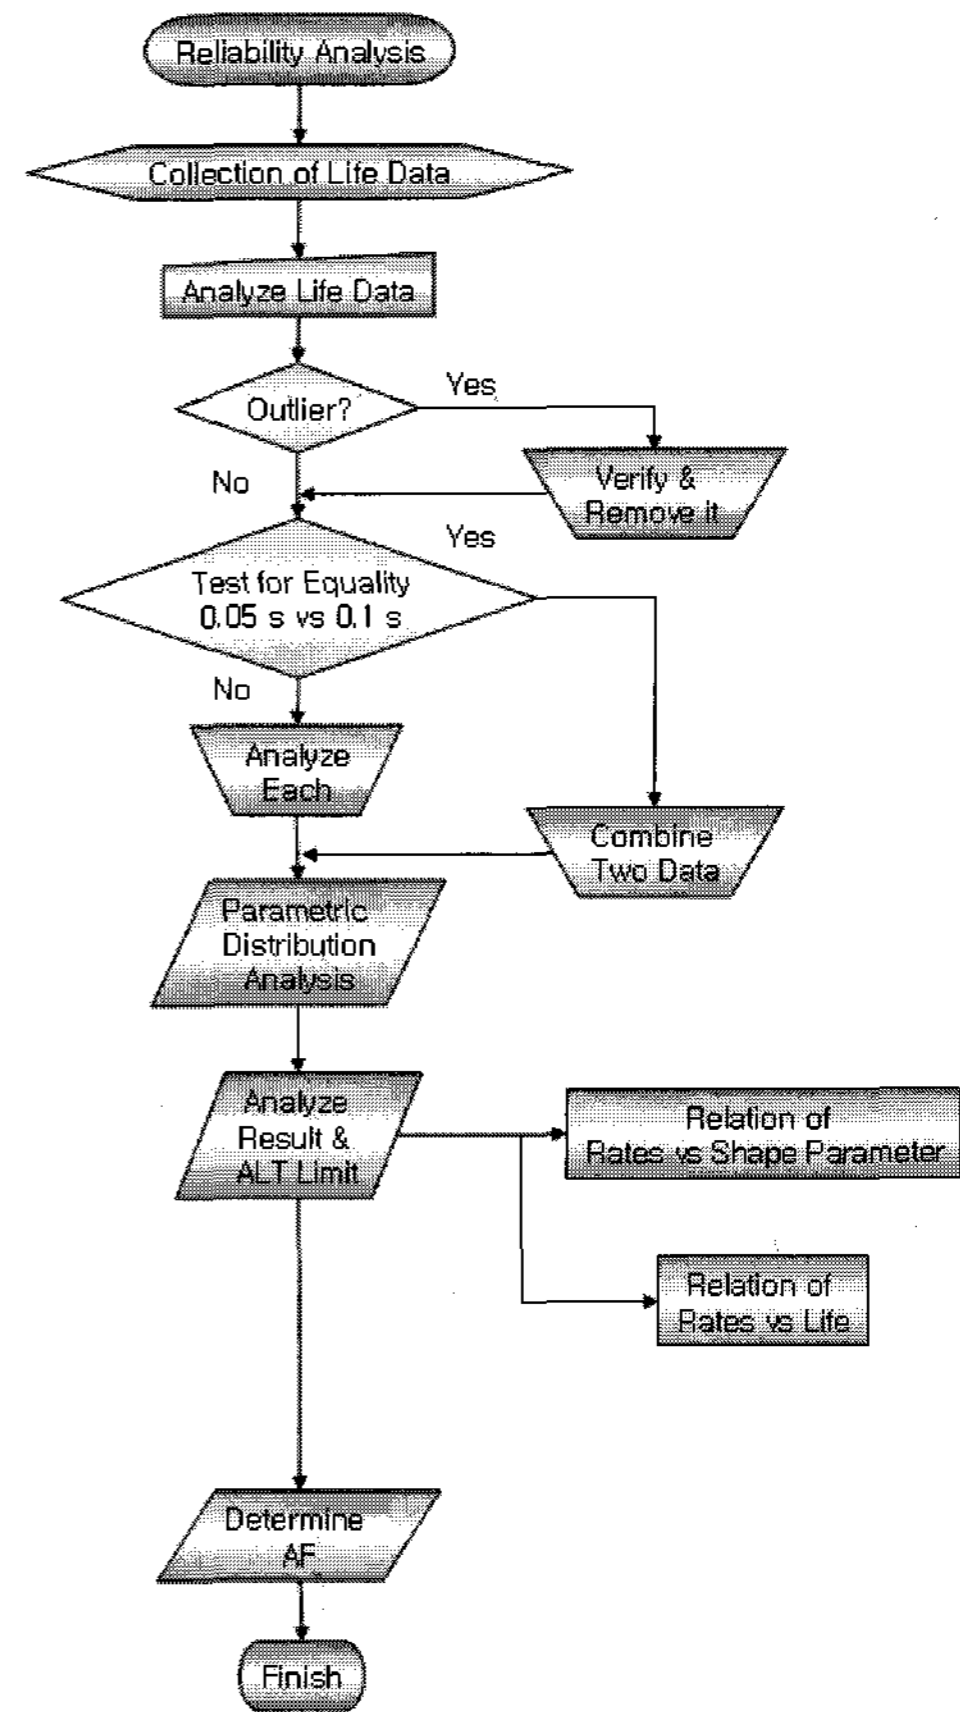 Reliability Analysis
Collection of Life Data
Analyze Life Data
Outlier?
Yes
No
Verify &
Remove it
Test for Equality
0.05 s vs 0.1 s
Yes
No
Analyze
Each
Combine
Two Data
Parametric
Distribution
Analysis
Analyze
Result &
ALT Limit
Relation of
Rates vs Shape Parameter
Relation of
Rates vs Life
Determine
AF
Finish